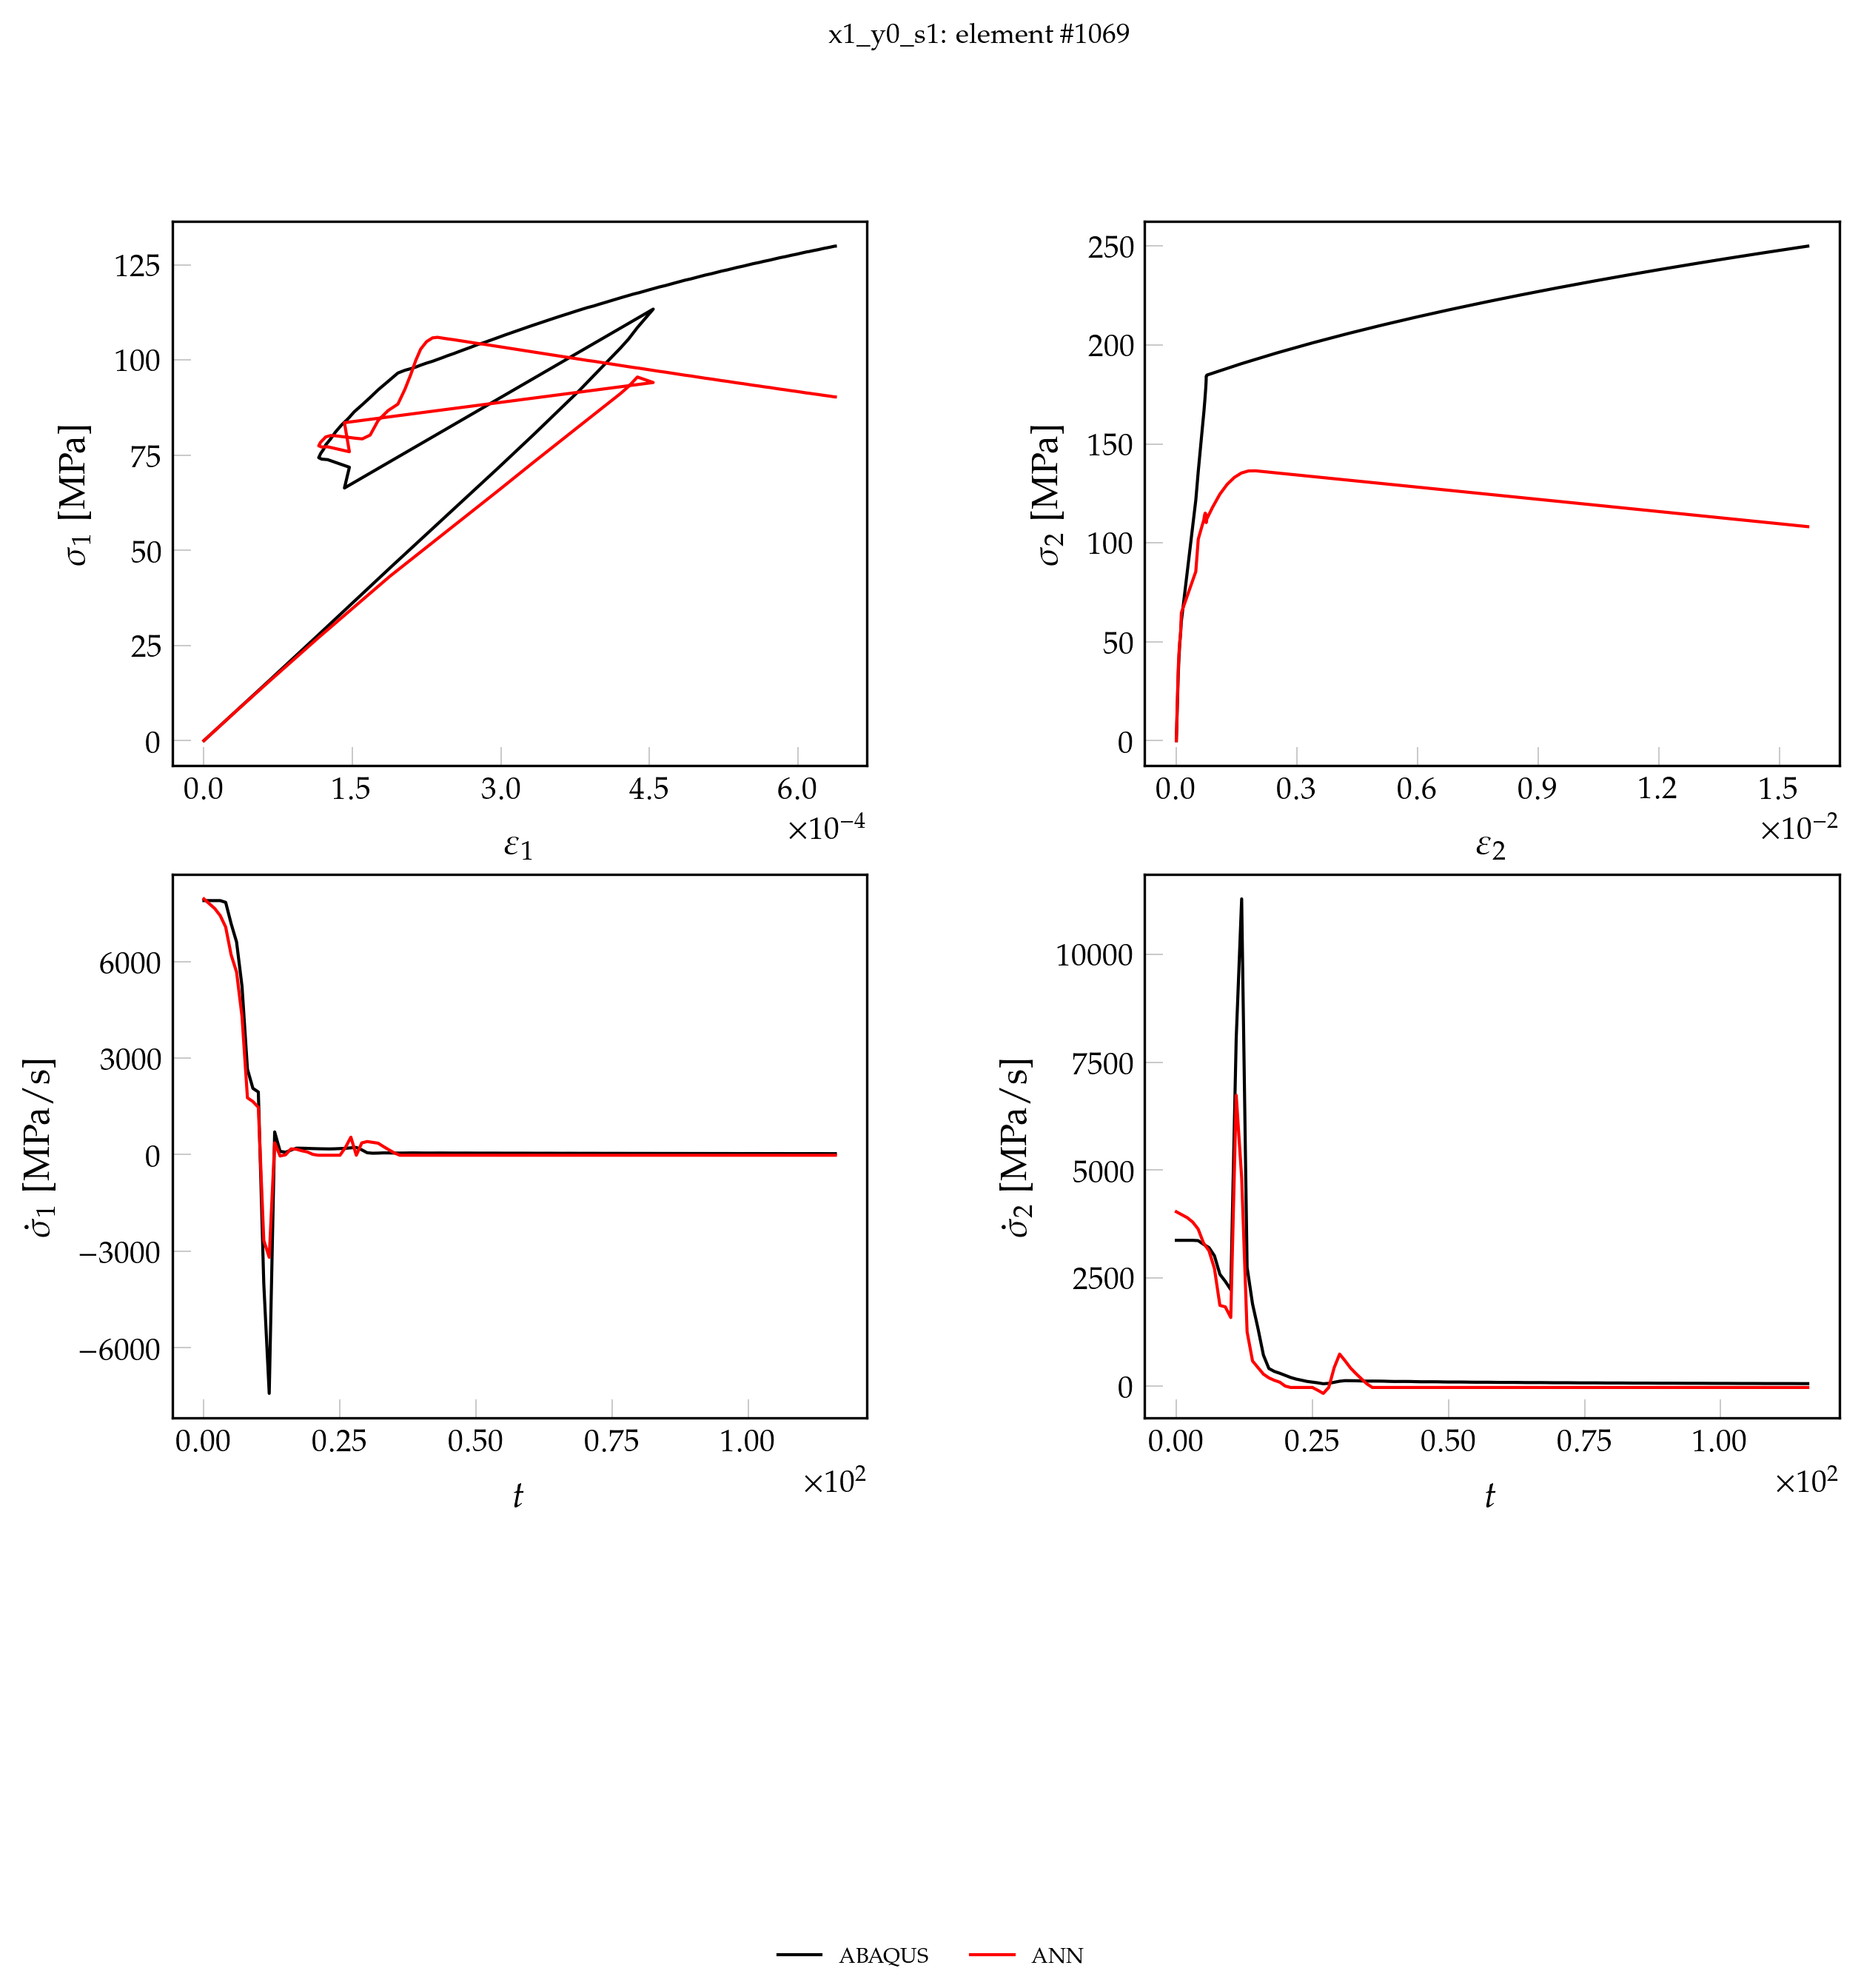 x1_y0_s1: element #1069
σ1 [MPa]
125
100
75
50
25
0
0.0 1.5 3.0 4.5 6.0
×10−4
ε1
σ2 [MPa]
250
200
150
100
50
0
0.0 0.3 0.6 0.9 1.2 1.5
×10−2
ε2
σ̇1 [MPa/s]
6000
3000
0
−3000
−6000
0.00 0.25 0.50 0.75 1.00
×10²
t
σ̇2 [MPa/s]
10000
7500
5000
2500
0
0.00 0.25 0.50 0.75 1.00
×10²
t
ABAQUS ANN